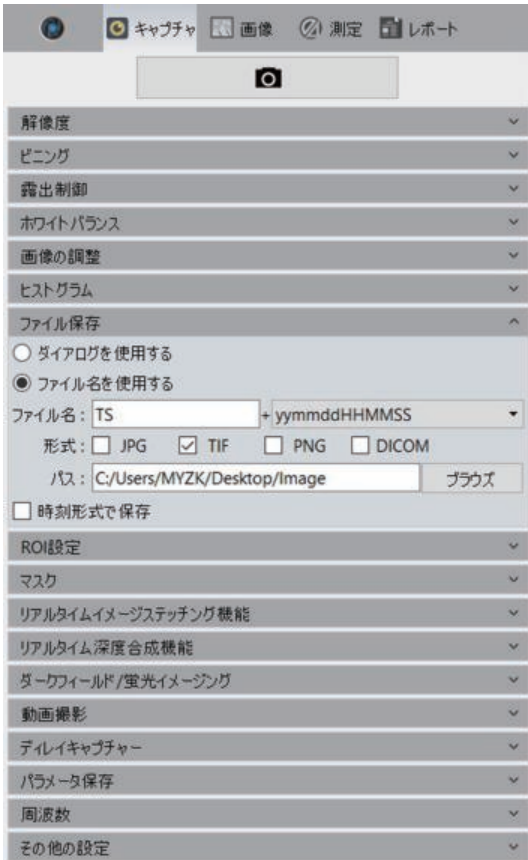 キャプチャ 画像 測定 レポート
解像度
ビニング
露出制御
ホワイトバランス
画像の調整
ヒストグラム
ファイル保存
ダイアログを使用する
ファイル名を使用する
ファイル名: TS + yymmddHHMMSS
形式: JPG TIF PNG DICOM
パス: C:/Users/MYZK/Desktop/Image ブラウズ
時刻形式で保存
ROI設定
マスク
リアルタイムイメージステッチング機能
リアルタイム深度合成機能
ダークフィールド/蛍光イメージング
動画撮影
ディレイキャプチャー
パラメータ保存
周波数
その他の設定